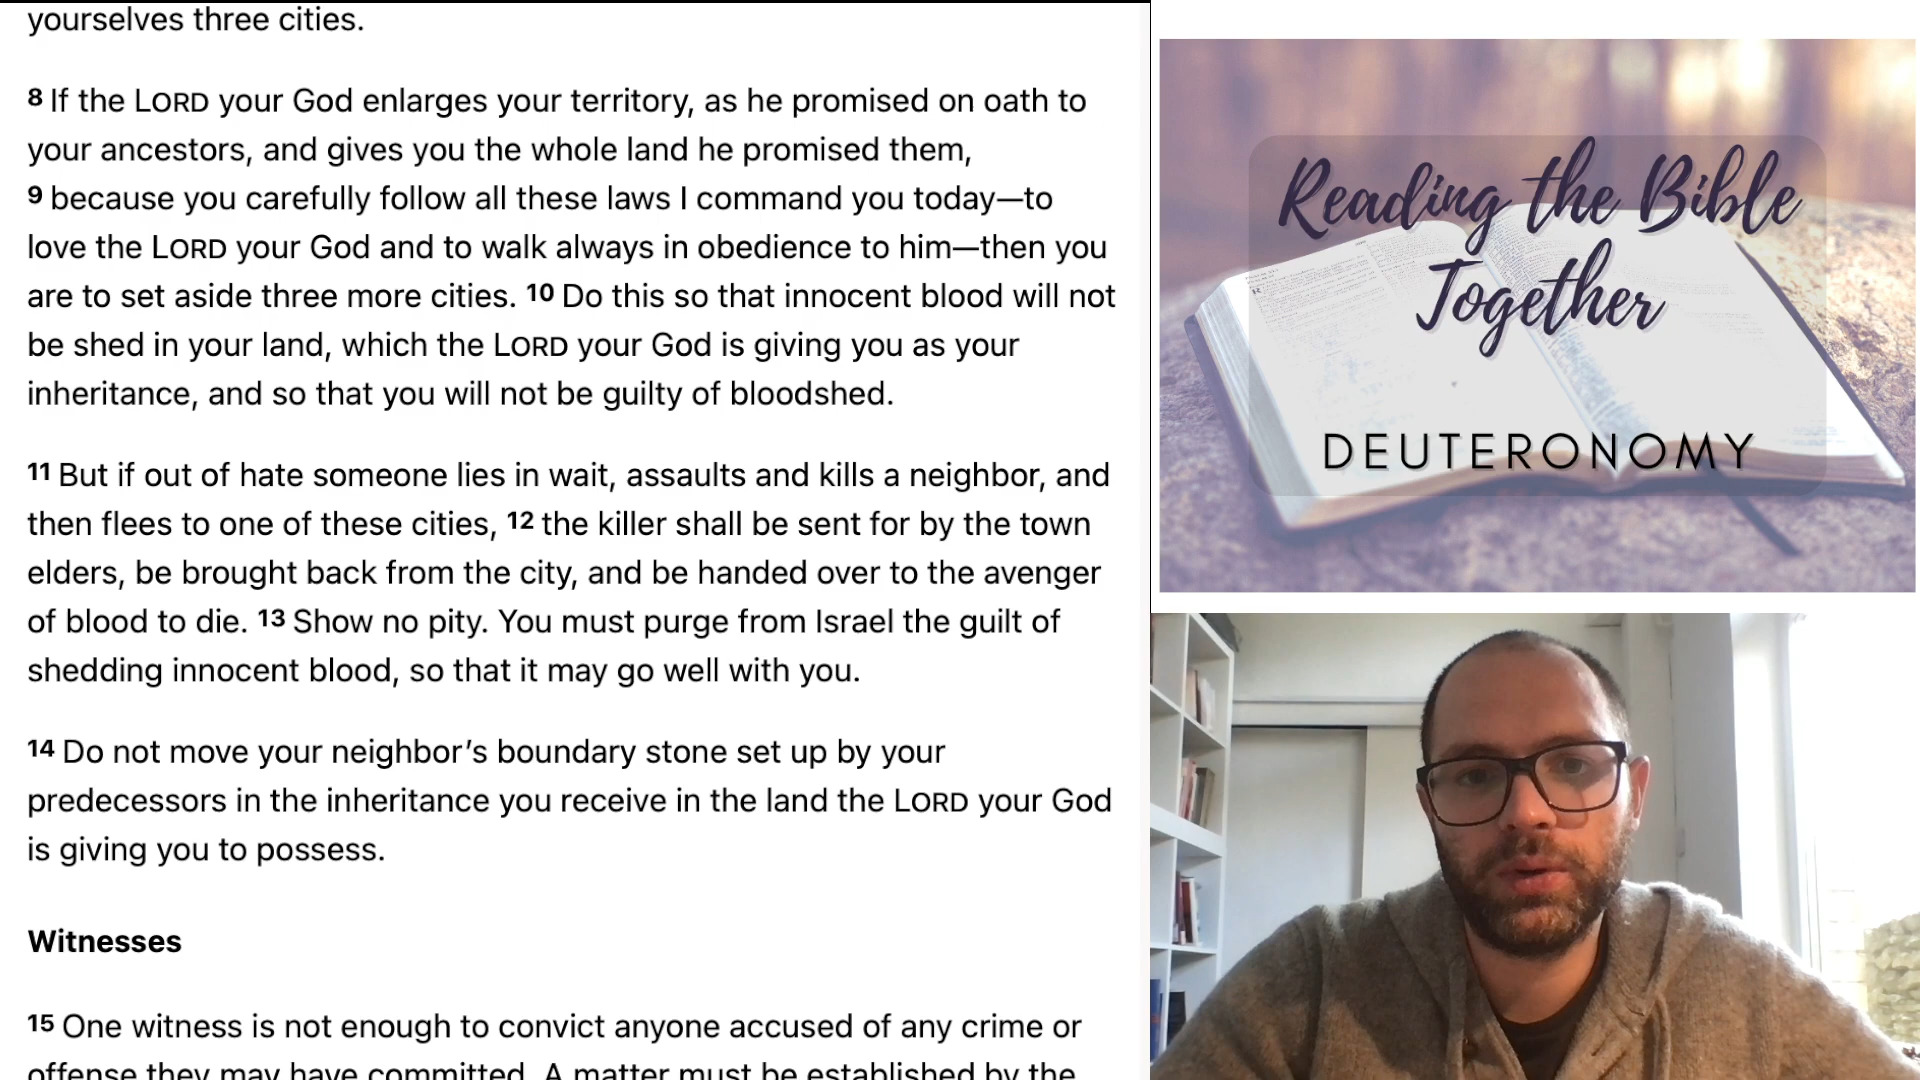 yourselves three cities.
8 If the LORD your God enlarges your territory, as he promised on oath to
your ancestors, and gives you the whole land he promised them,
9 because you carefully follow all these laws I command you today—to
love the LORD your God and to walk always in obedience to him—then you
are to set aside three more cities. 10 Do this so that innocent blood will not
be shed in your land, which the LORD your God is giving you as your
inheritance, and so that you will not be guilty of bloodshed.
11 But if out of hate someone lies in wait, assaults and kills a neighbor, and
then flees to one of these cities, 12 the killer shall be sent for by the town
elders, be brought back from the city, and be handed over to the avenger
of blood to die. 13 Show no pity. You must purge from Israel the guilt of
shedding innocent blood, so that it may go well with you.
14 Do not move your neighbor’s boundary stone set up by your
predecessors in the inheritance you receive in the land the LORD your God
is giving you to possess.
Witnesses
15 One witness is not enough to convict anyone accused of any crime or
offense they may have committed. A matter must be established by the
Reading the Bible
Together
DEUTERONOMY